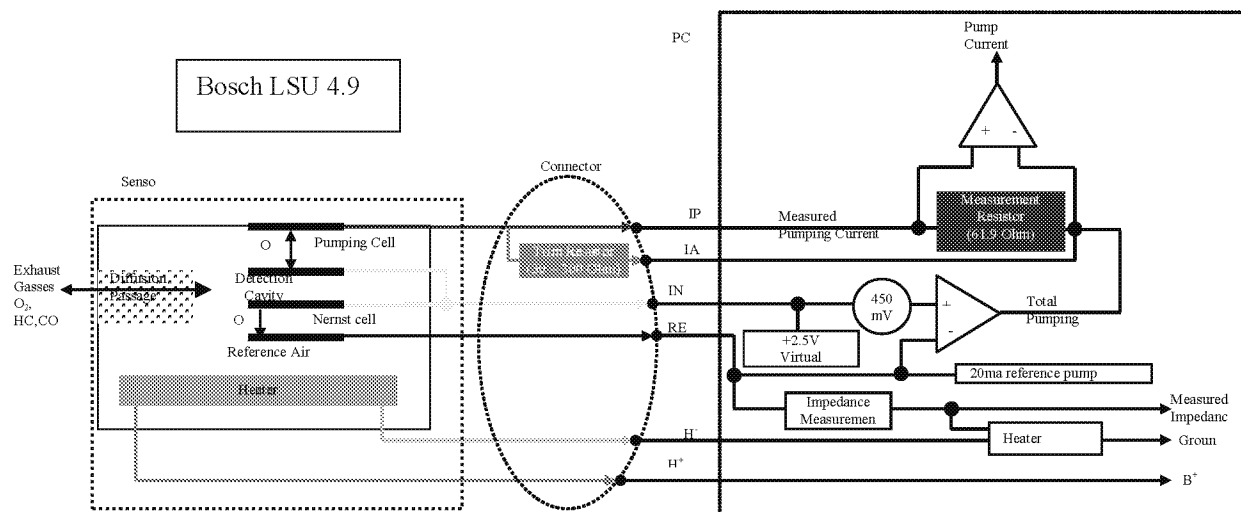 PC
Pump
Current
Bosch LSU 4.9
+ -
Connector
Senso
Measurement
Resistor
(61.9 Ohm)
IP
Measured
Pumping Current
O
Pumping Cell
IA
Exhaust
Gasses
O₂,
HC,CO
Diffusion
Passage
Detection
Cavity
IN
450
mV
+
-
Total
Pumping
O
Nernst cell
RE
+2.5V
Virtual
Reference Air
20ma reference pump
Heater
Impedance
Measuremen
Measured
Impedanc
H⁻
Heater
Groun
H⁺
B⁺